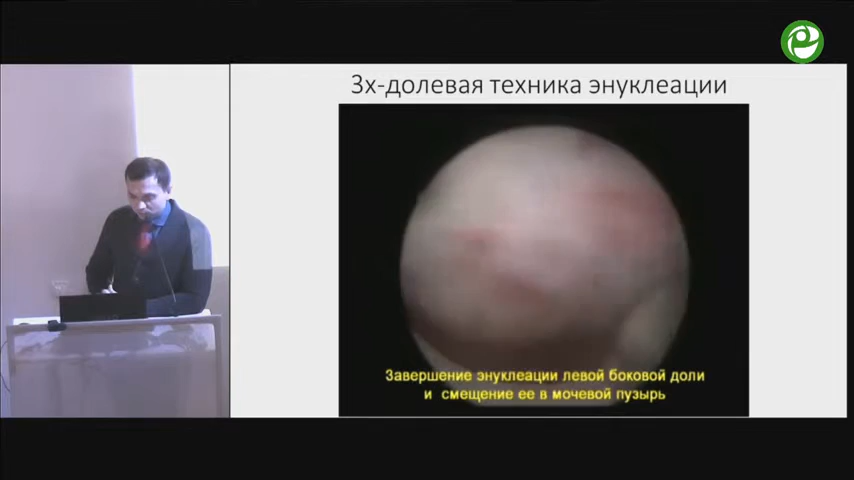 3х-долевая техника энуклеации
Завершение энуклеации левой боковой доли
и смещение ее в мочевой пузырь